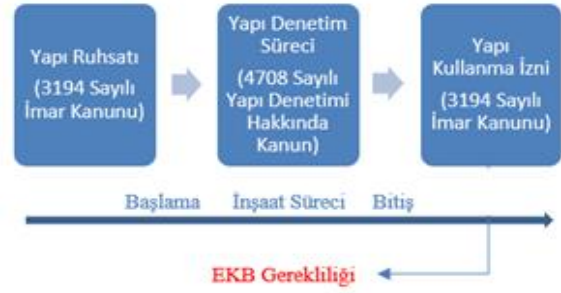 Yapı Ruhsatı
(3194 Sayılı
İmar Kanunu)
Yapı Denetim
Süreci
(4708 Sayılı
Yapı Denetimi
Hakkında
Kanun)
Yapı
Kullanma İzni
(3194 Sayılı
İmar Kanunu)
Başlama İnşaat Süreci Bitiş
EKB Gerekliliği